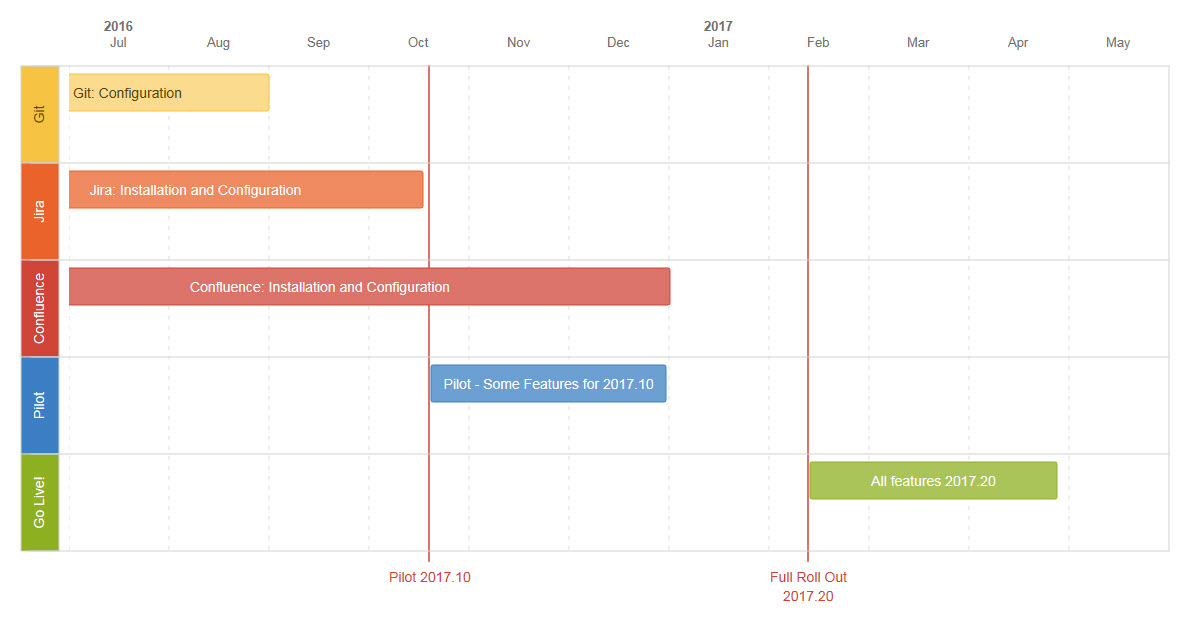 2016
2017
Jul
Aug
Sep
Oct
Nov
Dec
Jan
Feb
Mar
Apr
May
Git
Git: Configuration
Jira
Jira: Installation and Configuration
Confluence
Confluence: Installation and Configuration
Pilot
Pilot - Some Features for 2017.10
Go Live!
All features 2017.20
Pilot 2017.10
Full Roll Out
2017.20